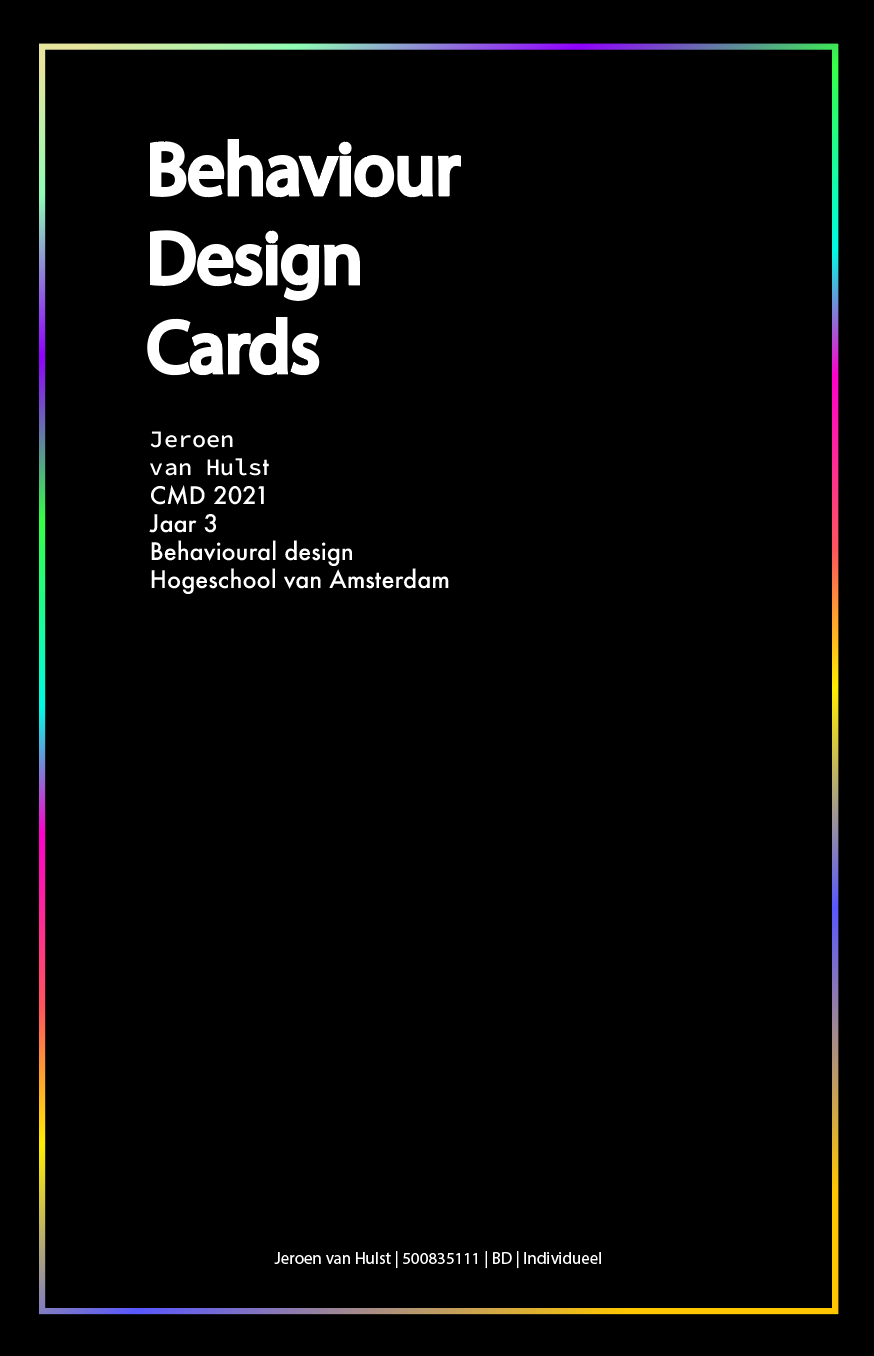 Behaviour
Design
Cards
Jeroen
van Hulst
CMD 2021
Jaar 3
Behavioural design
Hogeschool van Amsterdam
Jeroen van Hulst | 500835111 | BD | Individueel